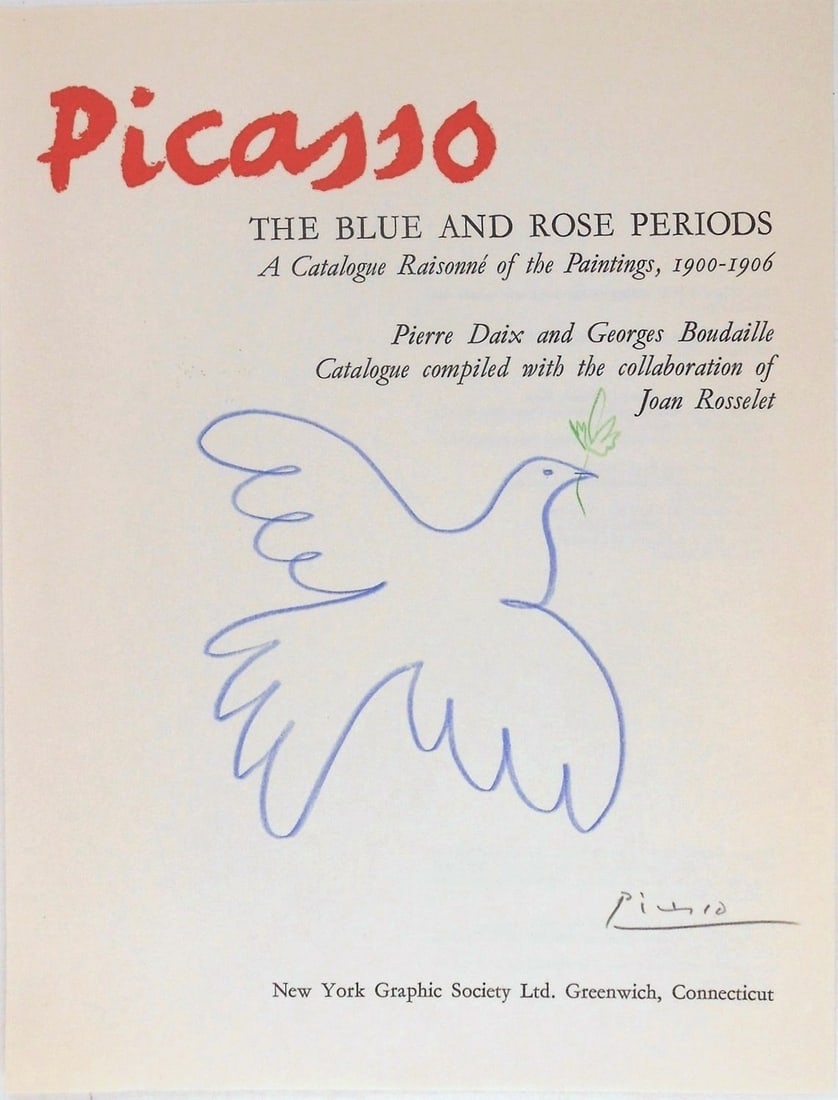 Picasso
THE BLUE AND ROSE PERIODS
A Catalogue Raisonné of the Paintings, 1900-1906
Pierre Daix and Georges Boudaille
Catalogue compiled with the collaboration of
Joan Rosselet
Picasso
New York Graphic Society Ltd. Greenwich, Connecticut